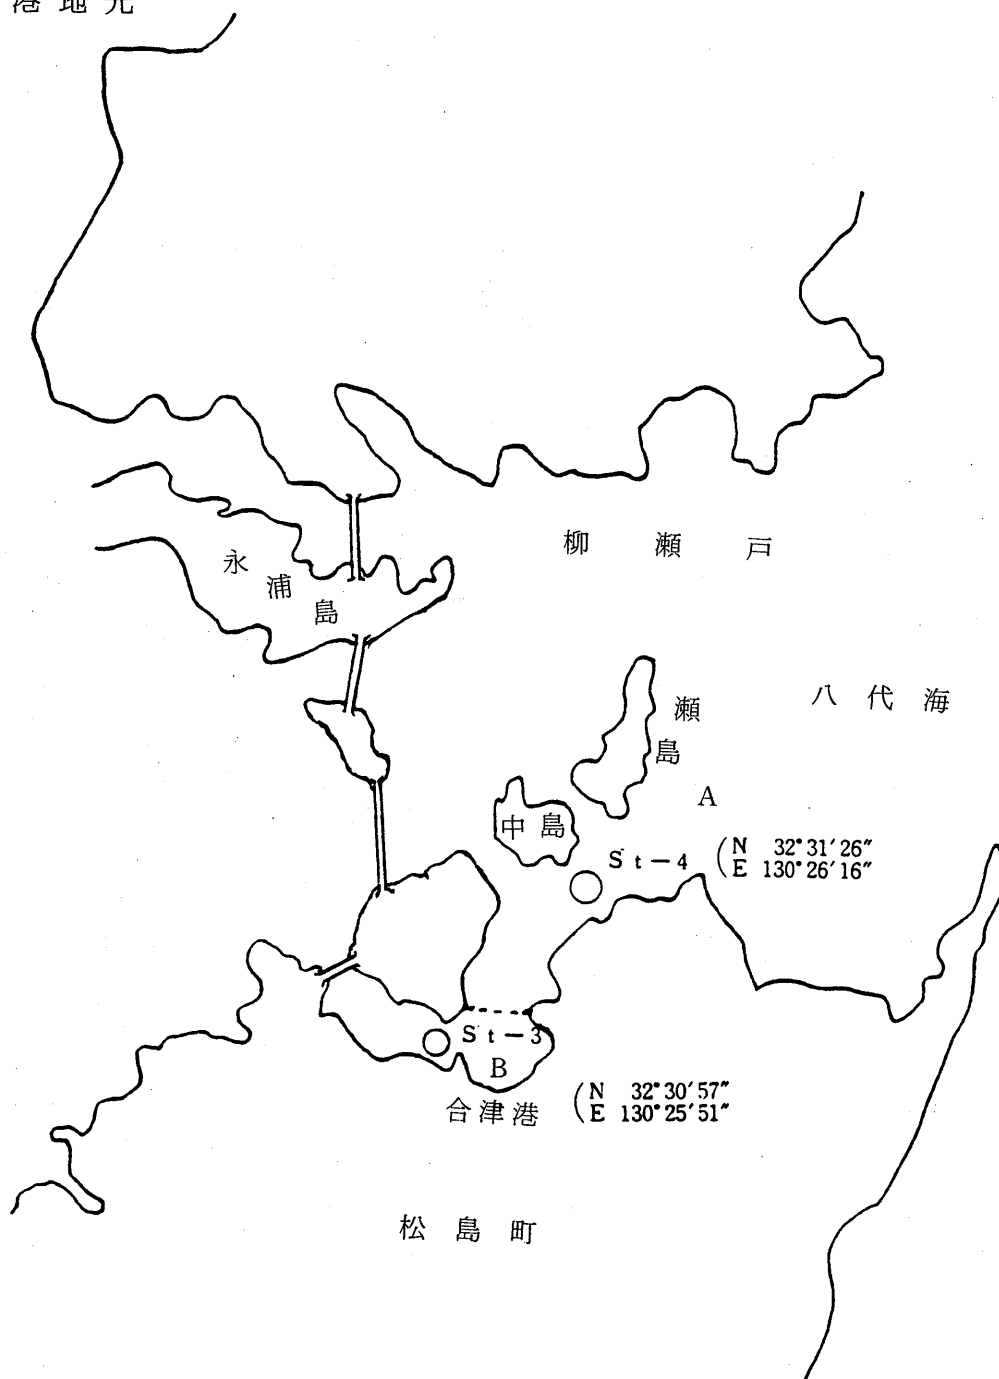 港地先
柳瀬戸
永浦島
八代海
瀬島
A
中島
St-4
(N 32°31′26″
E 130°26′16″
St-3
B
合津港
(N 32°30′57″
E 130°25′51″
松島町